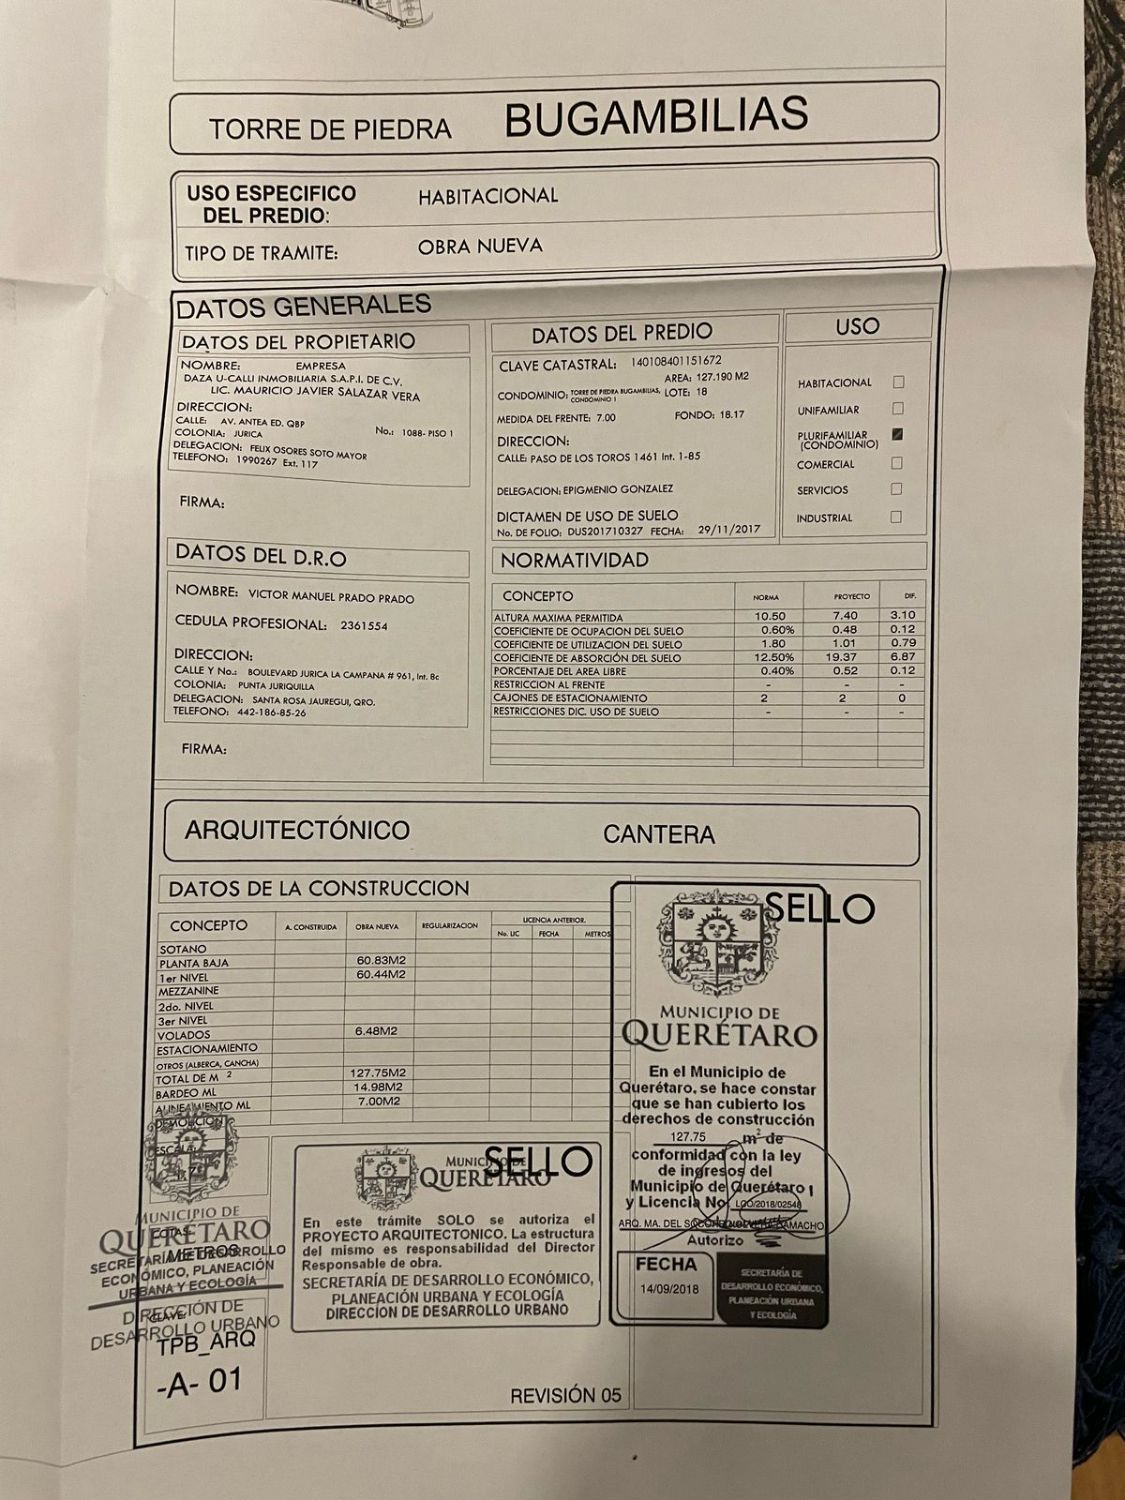 TORRE DE PIEDRA BUGAMBILIAS
USO ESPECIFICO
DEL PREDIO: HABITACIONAL
TIPO DE TRAMITE: OBRA NUEVA
DATOS GENERALES
DATOS DEL PROPIETARIO
NOMBRE: EMPRESA
DAZA U-CALLI INMOBILIARIA S.A.P.I. DE C.V.
LIC. MAURICIO JAVIER SALAZAR VERA
DIRECCION:
CALLE: AV. ANTEA ED. QBP
COLONIA: JURICA No.: 1088- PISO 1
DELEGACION: FELIX OSORES SOTO MAYOR
TELEFONO: 1990267 Ext. 117
FIRMA:
DATOS DEL D.R.O
NOMBRE: VICTOR MANUEL PRADO PRADO
CEDULA PROFESIONAL: 2361554
DIRECCION:
CALLE Y No.: BOULEVARD JURICA LA CAMPANA # 961, Int. 8c
COLONIA: PUNTA JURIQUILLA
DELEGACION: SANTA ROSA JAUREGUI, QRO.
TELEFONO: 442-186-85-26
FIRMA:
DATOS DEL PREDIO
CLAVE CATASTRAL: 140108401151672
AREA: 127.190 M2
CONDOMINIO: TORRE DE PIEDRA BUGAMBILIAS, LOTE: 18
CONDOMINIO 1
MEDIDA DEL FRENTE: 7.00 FONDO: 18.17
DIRECCION:
CALLE: PASO DE LOS TOROS 1461 Int. 1-85
DELEGACION: EPIGMENIO GONZALEZ
DICTAMEN DE USO DE SUELO
No. DE FOLIO: DUS201710327 FECHA: 29/11/2017
USO
HABITACIONAL
UNIFAMILIAR
PLURIFAMILIAR
(CONDOMINIO)
COMERCIAL
SERVICIOS
INDUSTRIAL
NORMATIVIDAD
CONCEPTO NORMA PROYECTO DIF.
ALTURA MAXIMA PERMITIDA 10.50 7.40 3.10
COEFICIENTE DE OCUPACION DEL SUELO 0.60% 0.48 0.12
COEFICIENTE DE UTILIZACION DEL SUELO 1.80 1.01 0.79
COEFICIENTE DE ABSORCIÓN DEL SUELO 12.50% 19.37 6.87
PORCENTAJE DEL AREA LIBRE 0.40% 0.52 0.12
RESTRICCION AL FRENTE - - -
CAJONES DE ESTACIONAMIENTO 2 2 0
RESTRICCIONES DIC. USO DE SUELO - - -
ARQUITECTÓNICO CANTERA
DATOS DE LA CONSTRUCCION
CONCEPTO A. CONSTRUIDA OBRA NUEVA REGULARIZACION LICENCIA ANTERIOR.
No. LIC FECHA METROS
SOTANO
PLANTA BAJA 60.83M2
1er NIVEL 60.44M2
MEZZANINE
2do. NIVEL
3er NIVEL
VOLADOS 6.48M2
ESTACIONAMIENTO
OTROS (ALBERCA, CANCHA)
TOTAL DE M 2 127.75M2
BARDEO ML 14.98M2
ALINEAMIENTO ML 7.00M2
DEMOLICION
ESCALA:
COTAS:
METROS
CLAVE:
TPB_ARQ
-A- 01
MUNICIPIO DE
QUERÉTARO
SECRETARÍA DE DESARROLLO
ECONÓMICO, PLANEACIÓN
URBANA Y ECOLOGÍA
DIRECCIÓN DE
DESARROLLO URBANO
SELLO
MUNICIPIO DE
QUERÉTARO
En este trámite SOLO se autoriza el
PROYECTO ARQUITECTONICO. La estructura
del mismo es responsabilidad del Director
Responsable de obra.
SECRETARÍA DE DESARROLLO ECONÓMICO,
PLANEACIÓN URBANA Y ECOLOGÍA
DIRECCION DE DESARROLLO URBANO
REVISIÓN 05
SELLO
MUNICIPIO DE
QUERÉTARO
En el Municipio de
Querétaro, se hace constar
que se han cubierto los
derechos de construcción
127.75 m2 de
conformidad con la ley
de ingresos del
Municipio de Querétaro
y Licencia No. LCO/2018/02548
ARQ. MA. DEL
Autorizo
FECHA
14/09/2018
SECRETARÍA DE
DESARROLLO ECONÓMICO,
PLANEACIÓN URBANA
Y ECOLOGÍA